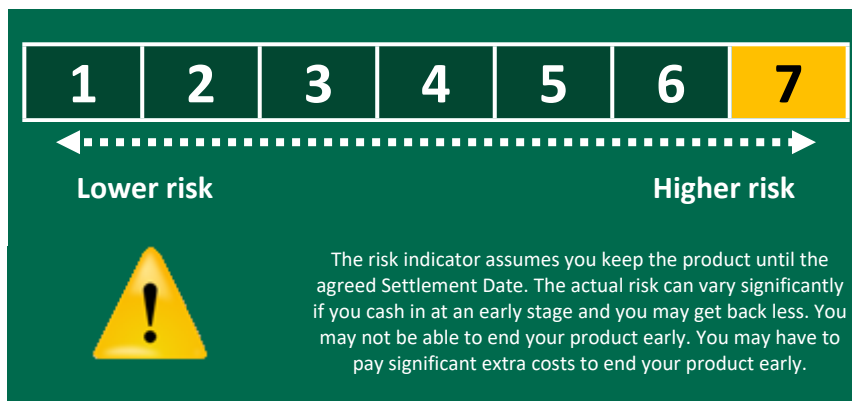 1 2 3 4 5 6 7
Lower risk Higher risk
The risk indicator assumes you keep the product until the
agreed Settlement Date. The actual risk can vary significantly
if you cash in at an early stage and you may get back less. You
may not be able to end your product early. You may have to
pay significant extra costs to end your product early.